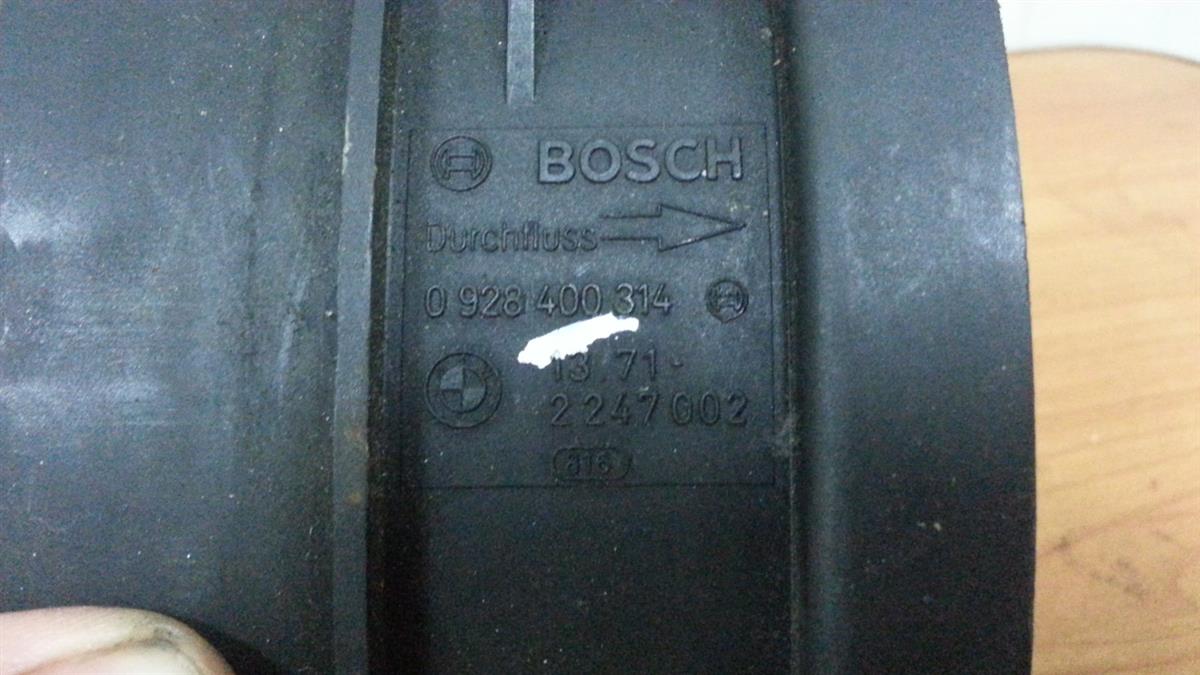 BOSCH
Durchfluss
0 928 400 314
13.71-
2 247 002
816